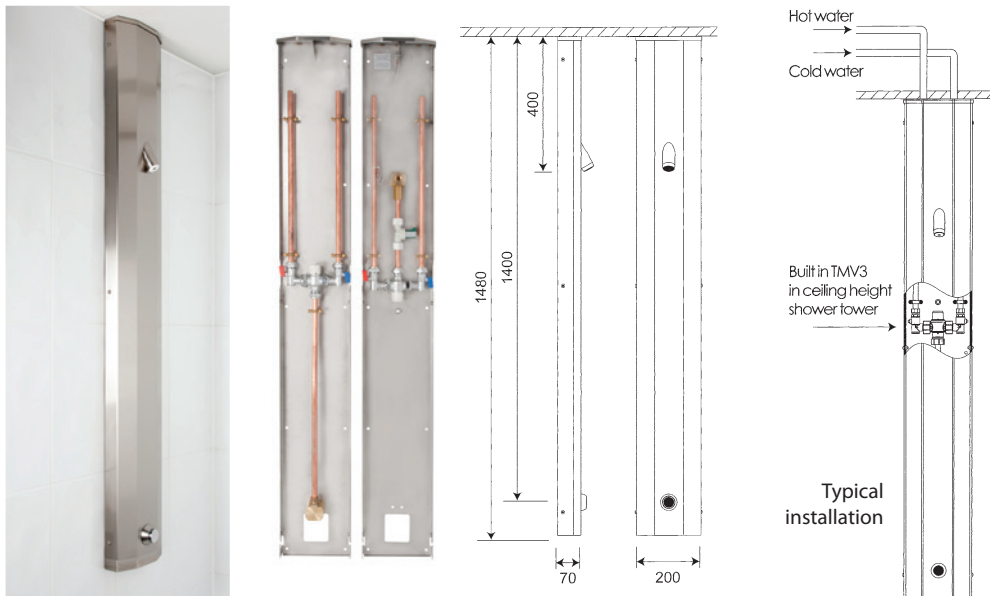 400
1400
1480
70
200
Hot water
Cold water
Built in TMV3
in ceiling height
shower tower
Typical
installation